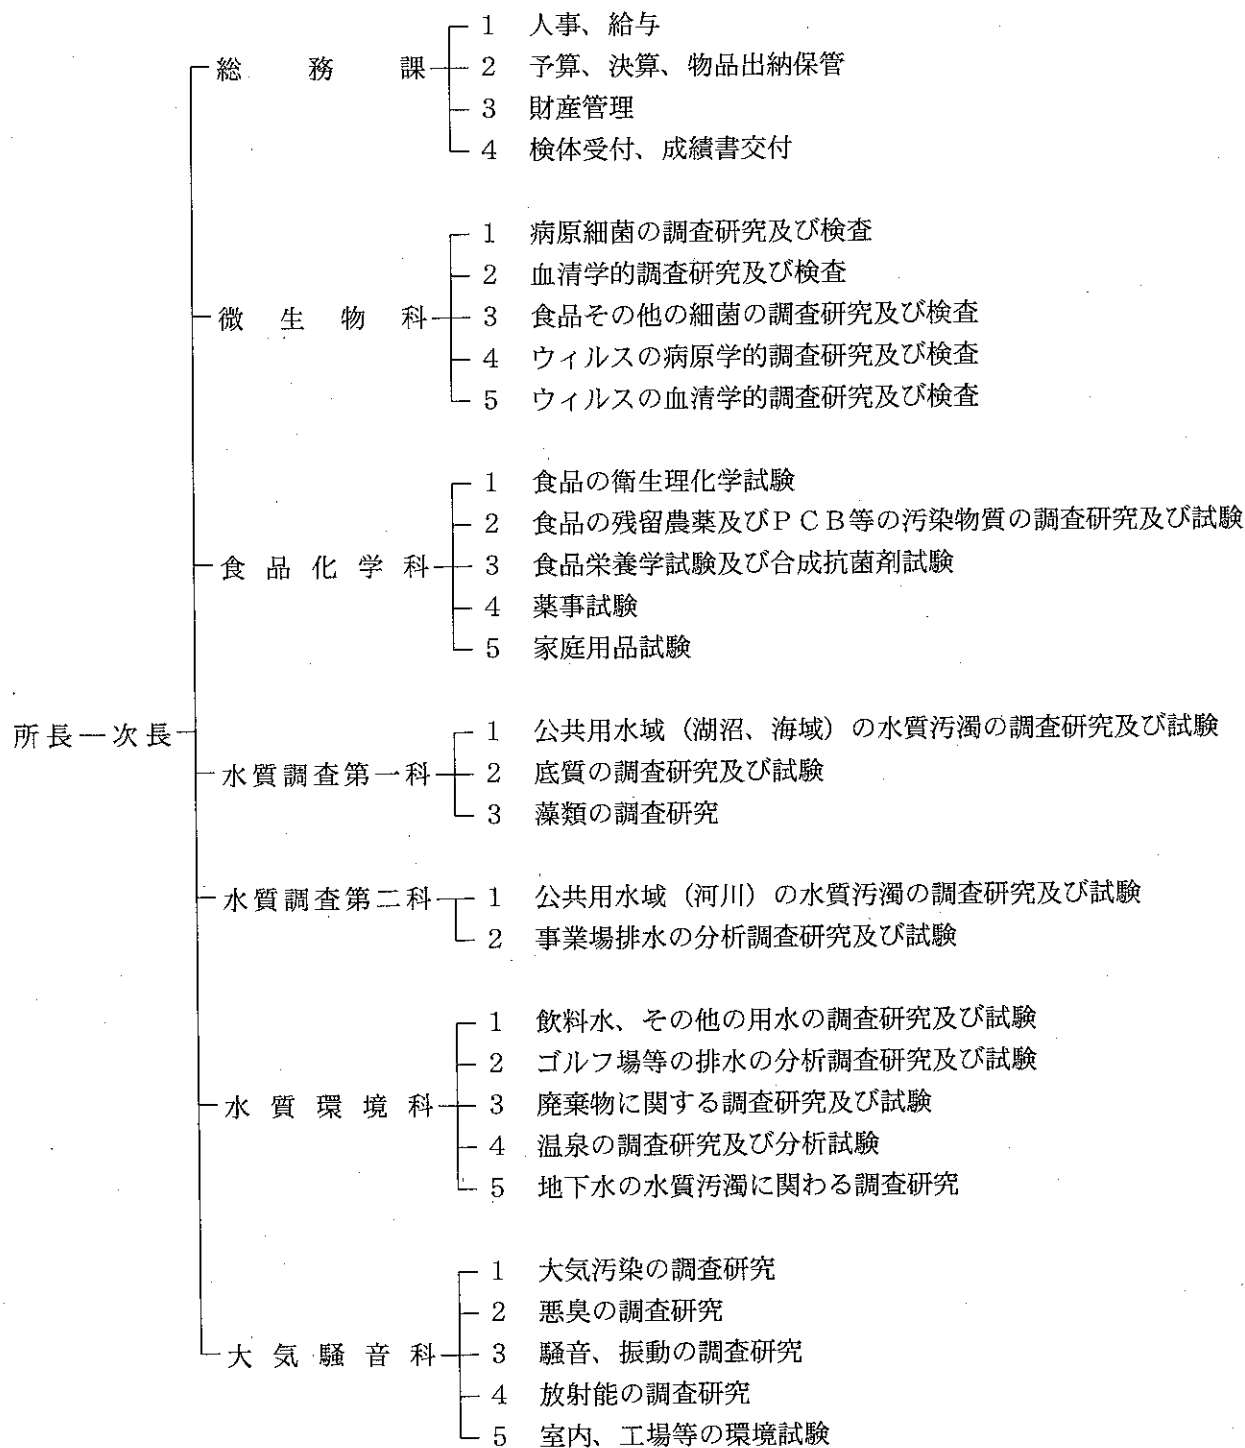 総務課
1 人事、給与
2 予算、決算、物品出納保管
3 財産管理
4 検体受付、成績書交付
微生物科
1 病原細菌の調査研究及び検査
2 血清学的調査研究及び検査
3 食品その他の細菌の調査研究及び検査
4 ウィルスの病原学的調査研究及び検査
5 ウィルスの血清学的調査研究及び検査
食品化学科
1 食品の衛生理化学試験
2 食品の残留農薬及びPCB等の汚染物質の調査研究及び試験
3 食品栄養学試験及び合成抗菌剤試験
4 薬事試験
5 家庭用品試験
所長―次長
水質調査第一科
1 公共用水域(湖沼、海域)の水質汚濁の調査研究及び試験
2 底質の調査研究及び試験
3 藻類の調査研究
水質調査第二科
1 公共用水域(河川)の水質汚濁の調査研究及び試験
2 事業場排水の分析調査研究及び試験
水質環境科
1 飲料水、その他の用水の調査研究及び試験
2 ゴルフ場等の排水の分析調査研究及び試験
3 廃棄物に関する調査研究及び試験
4 温泉の調査研究及び分析試験
5 地下水の水質汚濁に関わる調査研究
大気騒音科
1 大気汚染の調査研究
2 悪臭の調査研究
3 騒音、振動の調査研究
4 放射能の調査研究
5 室内、工場等の環境試験